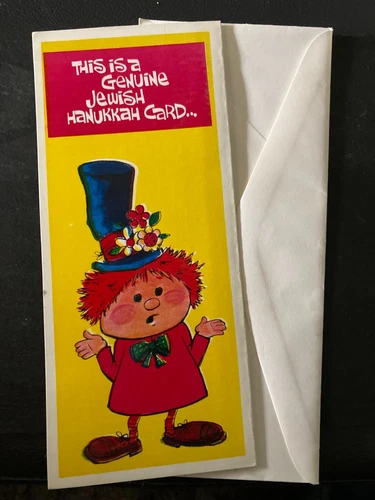 THIS IS A
GENUINE
JEWISH
HANUKKAH CARD...